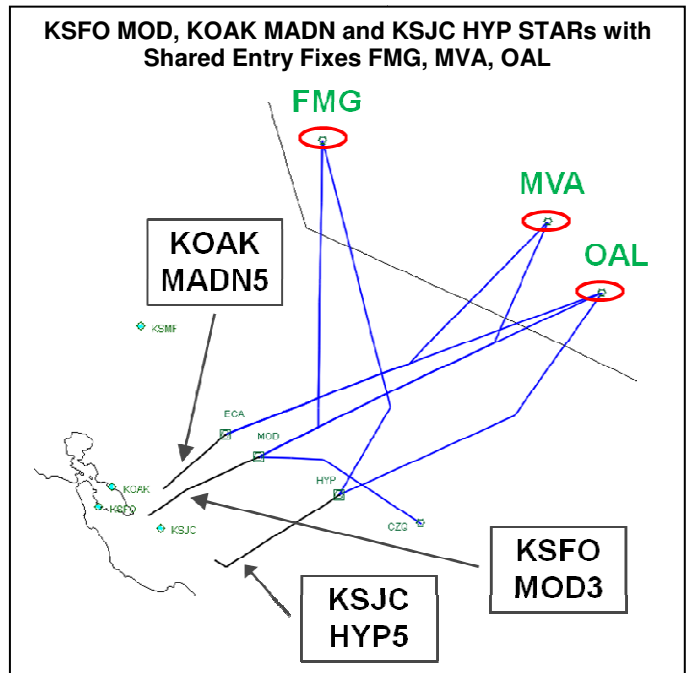 KSFO MOD, KOAK MADN and KSJC HYP STARs with
Shared Entry Fixes FMG, MVA, OAL
FMG
MVA
OAL
KOAK
MADN5
KSMF
ECA
MOD
HYP
CZQ
KOAK
KSFO
KSJC
KSFO
MOD3
KSJC
HYP5